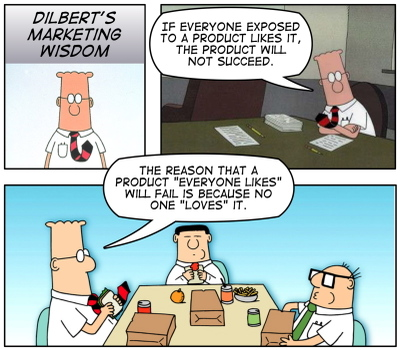 DILBERT'S
MARKETING
WISDOM
IF EVERYONE EXPOSED
TO A PRODUCT LIKES IT,
THE PRODUCT WILL
NOT SUCCEED.
THE REASON THAT A
PRODUCT "EVERYONE LIKES"
WILL FAIL IS BECAUSE NO
ONE "LOVES" IT.